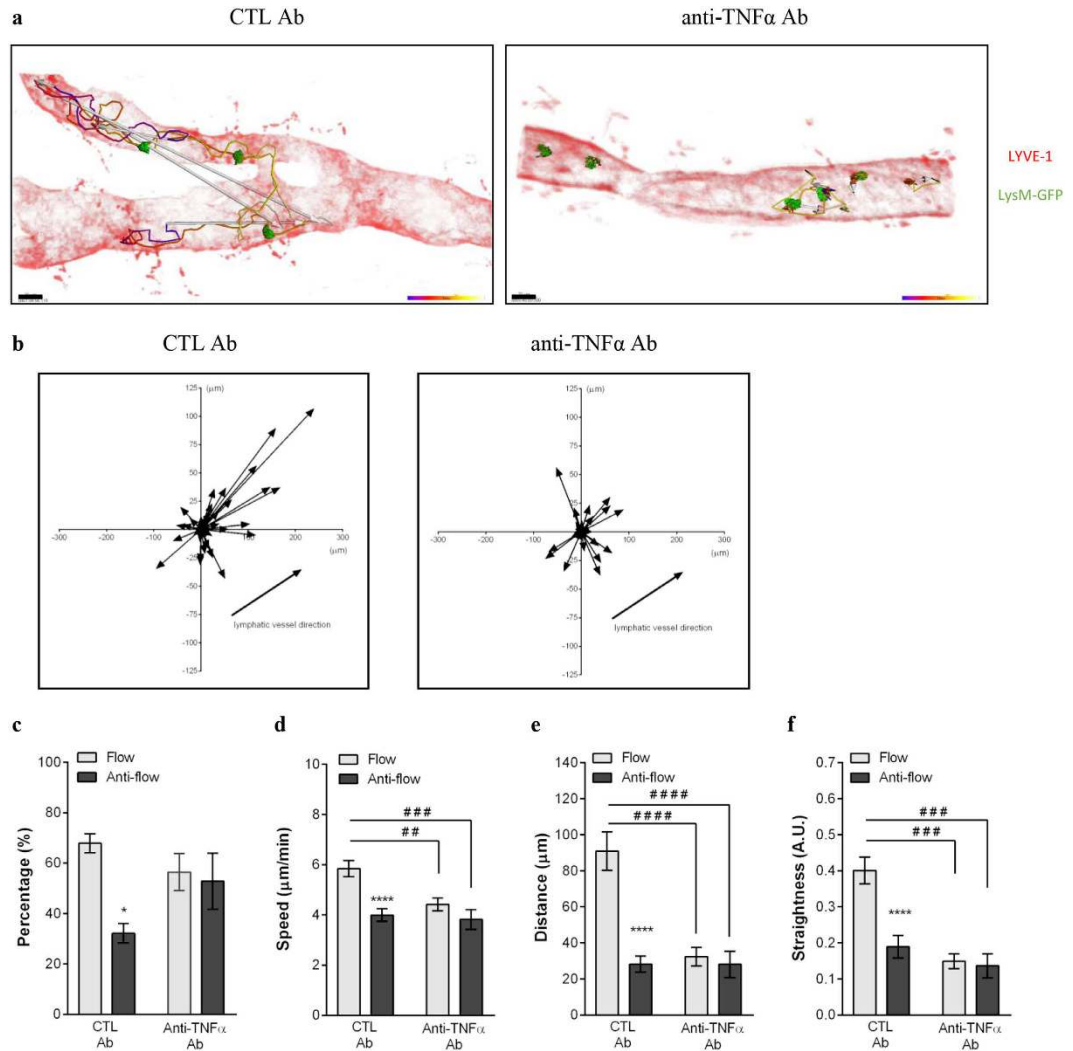 a
CTL Ab
anti-TNFα Ab
LYVE-1
LysM-GFP
b
CTL Ab
anti-TNFα Ab
125
(μm)
100
75
50
25
-300
-200
-100
100
200
300
(μm)
-25
-50
-75
-100
-125
lymphatic vessel direction
125
(μm)
100
75
50
25
-300
-200
-100
100
200
300
(μm)
-25
-50
-75
-100
-125
lymphatic vessel direction
c
Flow
Anti-flow
Percentage (%)
100
80
60
40
20
0
*
CTL
Ab
Anti-TNFα
Ab
d
Flow
Anti-flow
Speed (μm/min)
10
8
6
4
2
0
###
##
****
CTL
Ab
Anti-TNFα
Ab
e
Flow
Anti-flow
Distance (μm)
140
120
100
80
60
40
20
0
####
####
****
CTL
Ab
Anti-TNFα
Ab
f
Flow
Anti-flow
Straightness (A.U.)
0.7
0.6
0.5
0.4
0.3
0.2
0.1
0.0
###
###
****
CTL
Ab
Anti-TNFα
Ab